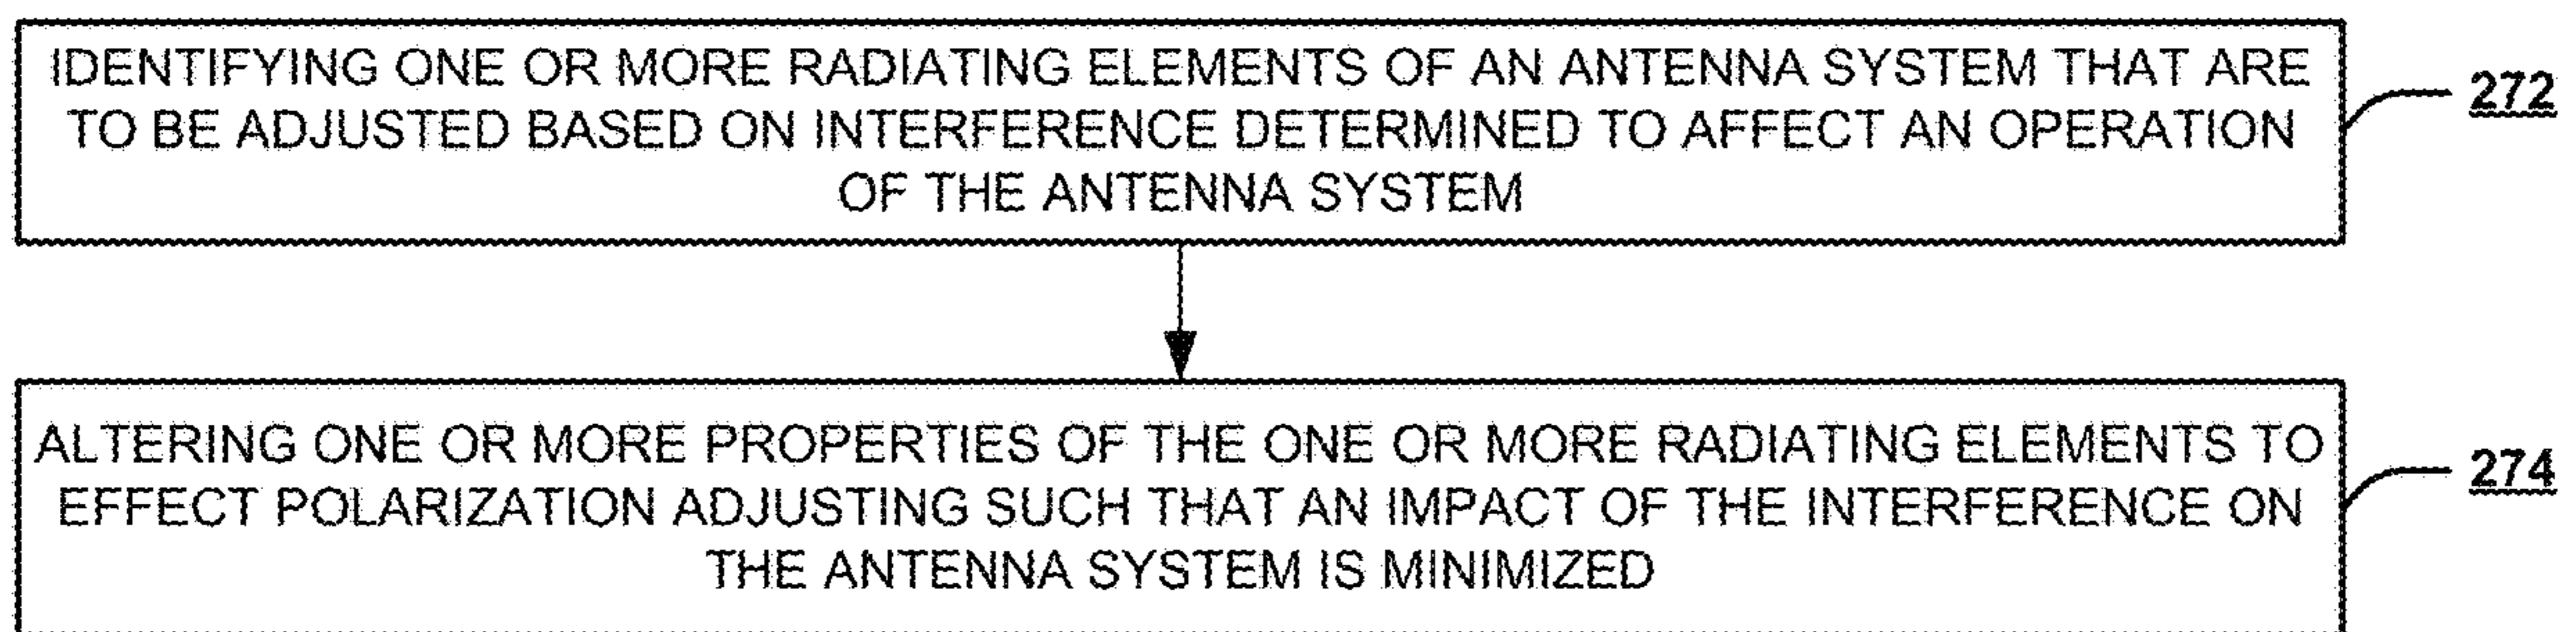 IDENTIFYING ONE OR MORE RADIATING ELEMENTS OF AN ANTENNA SYSTEM THAT ARE
TO BE ADJUSTED BASED ON INTERFERENCE DETERMINED TO AFFECT AN OPERATION
OF THE ANTENNA SYSTEM
272
ALTERING ONE OR MORE PROPERTIES OF THE ONE OR MORE RADIATING ELEMENTS TO
EFFECT POLARIZATION ADJUSTING SUCH THAT AN IMPACT OF THE INTERFERENCE ON
THE ANTENNA SYSTEM IS MINIMIZED
274